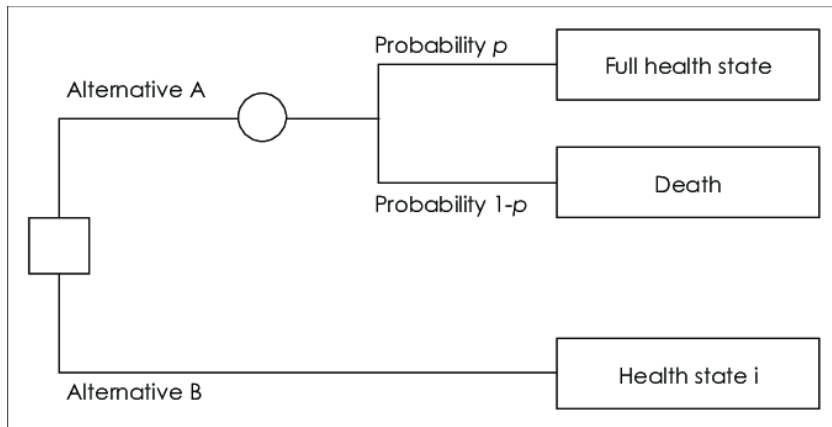 Probability p
Full health state
Alternative A
Death
Probability 1-p
Health state i
Alternative B